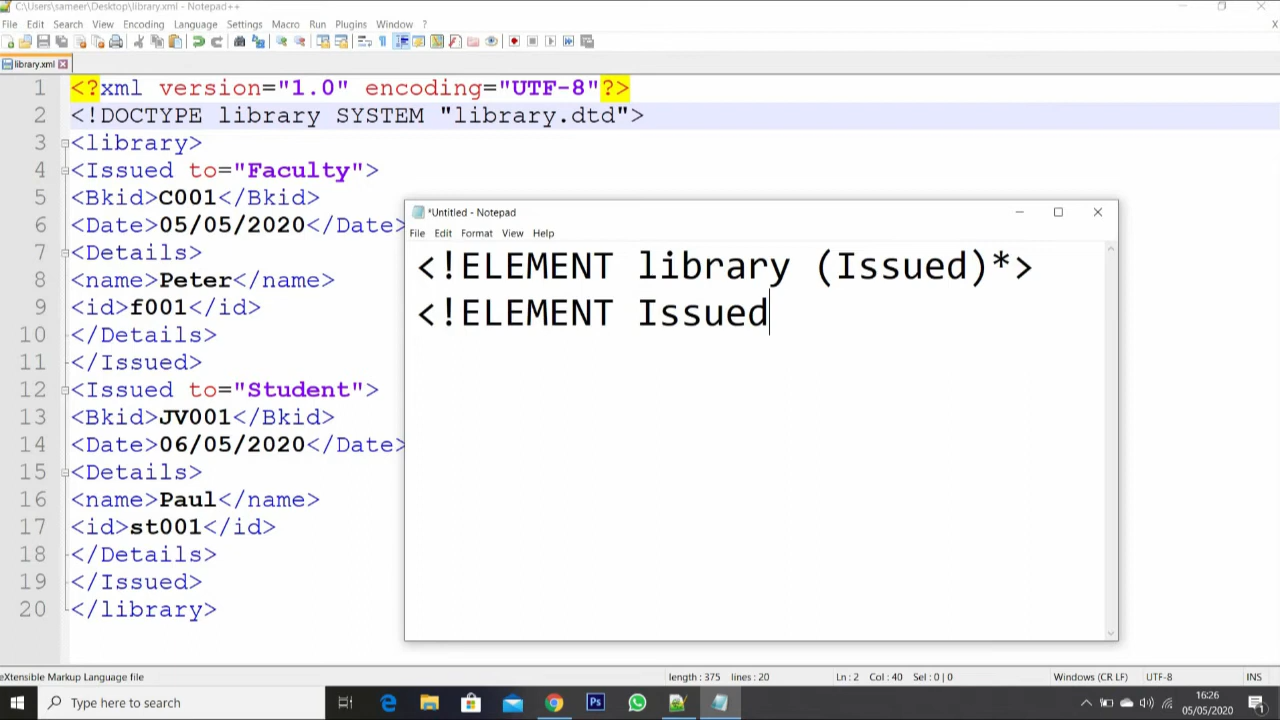 C:\Users\sameer\Desktop\library.xml - Notepad++
File Edit Search View Encoding Language Settings Macro Run Plugins Window ?
X
library.xml
1 <?xml version="1.0" encoding="UTF-8"?>
2 <!DOCTYPE library SYSTEM "library.dtd">
3 <library>
4 <Issued to="Faculty">
5 <Bkid>C001</Bkid>
6 <Date>05/05/2020</Date>
7 <Details>
8 <name>Peter</name>
9 <id>f001</id>
10 </Details>
11 </Issued>
12 <Issued to="Student">
13 <Bkid>JV001</Bkid>
14 <Date>06/05/2020</Date>
15 <Details>
16 <name>Paul</name>
17 <id>st001</id>
18 </Details>
19 </Issued>
20 </library>
*Untitled - Notepad
File Edit Format View Help
<!ELEMENT library (Issued)*>
<!ELEMENT Issued
eXtensible Markup Language file length : 375 lines : 20 Ln : 2 Col : 40 Sel : 0 | 0 Windows (CR LF) UTF-8 INS
Type here to search
Ps
16:26
05/05/2020
1